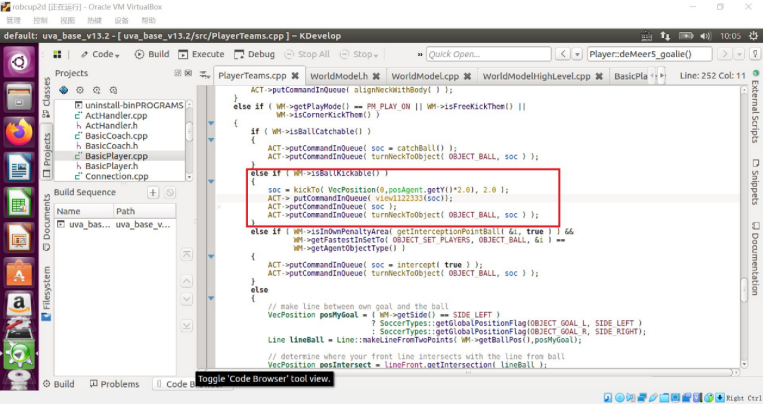 robcup2d [正在运行] - Oracle VM VirtualBox
管理 控制 视图 热键 设备 帮助
default: uva_base_v13.2 - [ uva_base_v13.2/src/PlayerTeams.cpp ] – KDevelop
10:05
Code Build Execute Debug Stop All Stop » Quick Open... Player::deMeer5_goalie()
Projects
PlayerTeams.cpp WorldModel.h WorldModel.cpp WorldModelHighLevel.cpp BasicPla Line: 252 Col: 11
Classes
Projects
Documents
Filesystem
uninstall-binPROGRAMS
ActHandler.cpp
ActHandler.h
BasicCoach.cpp
BasicCoach.h
BasicPlayer.cpp
BasicPlayer.h
Connection.cpp
Build Sequence
Name Path
uva_bas... uva_base_v...
ACT->putCommandInQueue( alignNeckWithBody( ) );
}
else if ( WM->getPlayMode() == PM_PLAY_ON || WM->isFreeKickThem() ||
WM->isCornerKickThem() )
{
if ( WM->isBallCatchable() )
{
ACT->putCommandInQueue( soc = catchBall() );
ACT->putCommandInQueue( turnNeckToObject( OBJECT_BALL, soc ) );
}
else if ( WM->isBallKickable() )
{
soc = kickTo( VecPosition(0,posAgent.getY()*2.0), 2.0 );
ACT-> putCommandInQueue( view1122333(soc));
ACT->putCommandInQueue( soc );
ACT->putCommandInQueue( turnNeckToObject( OBJECT_BALL, soc ) );
}
else if ( WM->isInOwnPenaltyArea( getInterceptionPointBall( &i, true ) ) &&
WM->getFastestInSetTo( OBJECT_SET_PLAYERS, OBJECT_BALL, &i ) ==
WM->getAgentObjectType() )
{
ACT->putCommandInQueue( soc = intercept( true ) );
ACT->putCommandInQueue( turnNeckToObject( OBJECT_BALL, soc ) );
}
else
{
// make line between own goal and the ball
VecPosition posMyGoal = ( WM->getSide() == SIDE_LEFT )
? SoccerTypes::getGlobalPositionFlag(OBJECT_GOAL_L, SIDE_LEFT )
: SoccerTypes::getGlobalPositionFlag(OBJECT_GOAL_R, SIDE_RIGHT);
Line lineBall = Line::makeLineFromTwoPoints( WM->getBallPos(),posMyGoal);
// determine where your front line intersects with the line from ball
VecPosition posIntersect = lineFront.getIntersection( lineBall );
External Scripts
Snippets
Documentation
Build Problems Code B
Toggle 'Code Browser' tool view.
Right Ctrl